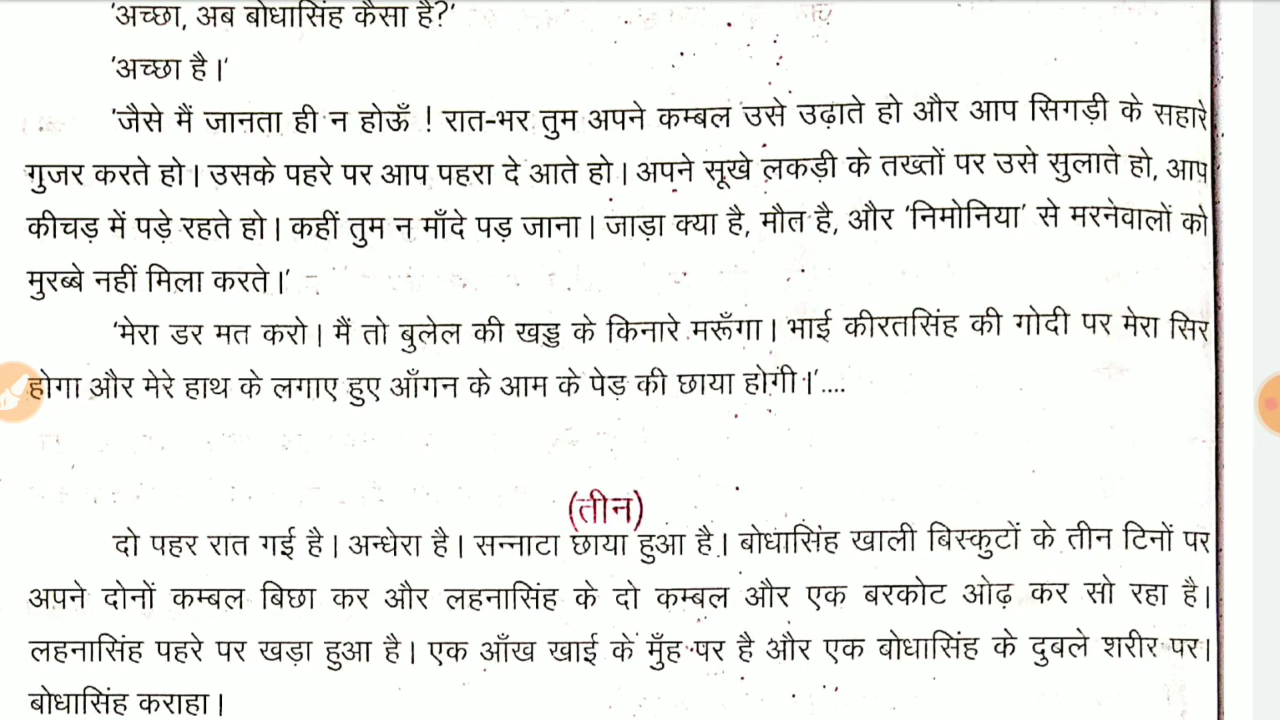 'अच्छा, अब बोधासिंह कैसा है?'
'अच्छा है।'
'जैसे मैं जानता ही न होऊँ ! रात-भर तुम अपने कम्बल उसे उढ़ाते हो और आप सिगड़ी के सहारे
गुजर करते हो। उसके पहरे पर आप पहरा दे आते हो। अपने सूखे लकड़ी के तख्तों पर उसे सुलाते हो, आप
कीचड़ में पड़े रहते हो। कहीं तुम न माँदे पड़ जाना। जाड़ा क्या है, मौत है, और 'निमोनिया' से मरनेवालों को
मुरब्बे नहीं मिला करते।'
'मेरा डर मत करो। मैं तो बुलेल की खड्ड के किनारे मरूँगा। भाई कीरतसिंह की गोदी पर मेरा सिर
होगा और मेरे हाथ के लगाए हुए आँगन के आम के पेड़ की छाया होगी।'....
(तीन)
दो पहर रात गई है। अन्धेरा है। सन्नाटा छाया हुआ है। बोधासिंह खाली बिस्कुटों के तीन टिनों पर
अपने दोनों कम्बल बिछा कर और लहनासिंह के दो कम्बल और एक बरकोट ओढ़ कर सो रहा है।
लहनासिंह पहरे पर खड़ा हुआ है। एक आँख खाई के मुँह पर है और एक बोधासिंह के दुबले शरीर पर।
बोधासिंह कराहा।